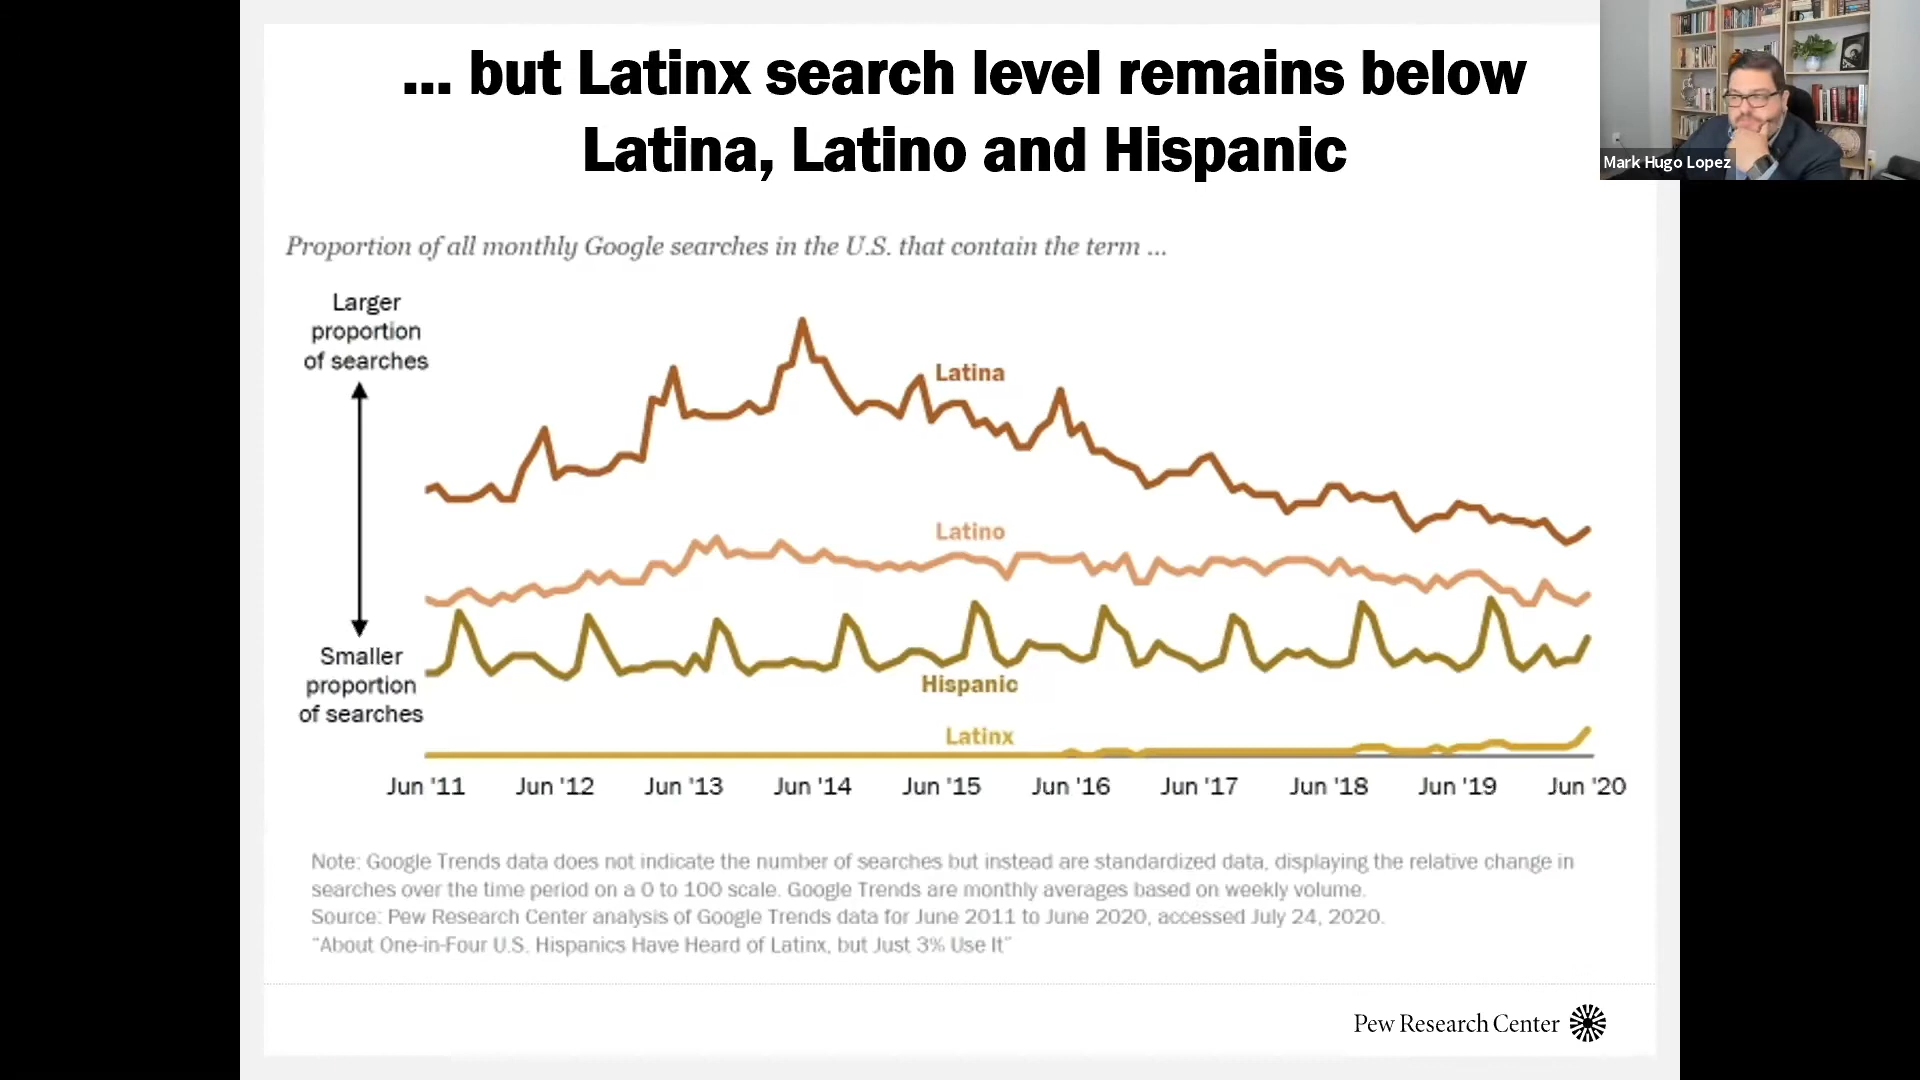 ... but Latinx search level remains below
Latina, Latino and Hispanic
Mark Hugo Lopez
Proportion of all monthly Google searches in the U.S. that contain the term ...
Larger
proportion
of searches
Latina
Latino
Smaller
proportion
of searches
Hispanic
Latinx
Jun '11 Jun '12 Jun '13 Jun '14 Jun '15 Jun '16 Jun '17 Jun '18 Jun '19 Jun '20
Note: Google Trends data does not indicate the number of searches but instead are standardized data, displaying the relative change in
searches over the time period on a 0 to 100 scale. Google Trends are monthly averages based on weekly volume.
Source: Pew Research Center analysis of Google Trends data for June 2011 to June 2020, accessed July 24, 2020.
“About One-in-Four U.S. Hispanics Have Heard of Latinx, but Just 3% Use It”
Pew Research Center